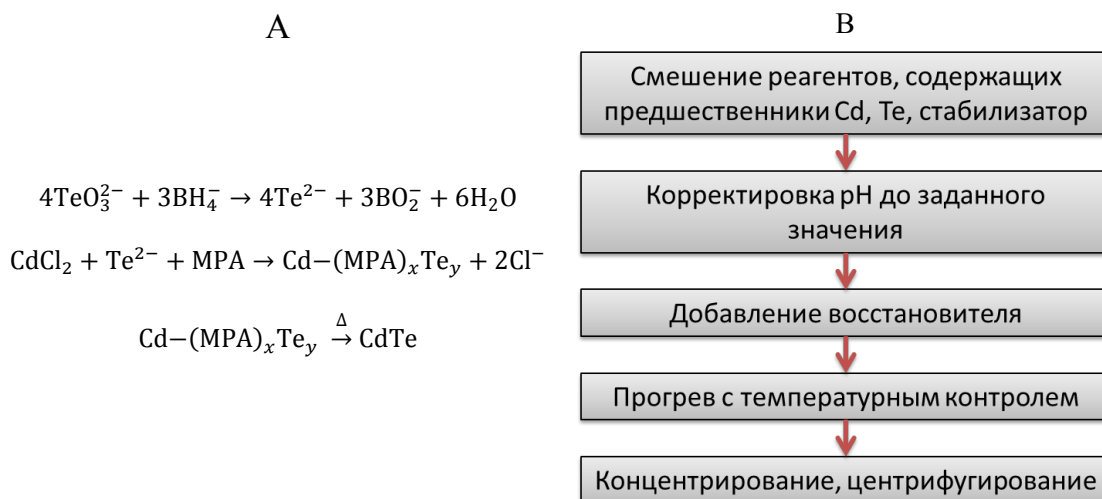 A
4TeO₃²⁻ + 3BH₄⁻ → 4Te²⁻ + 3BO₂⁻ + 6H₂O
CdCl₂ + Te²⁻ + MPA → Cd−(MPA)ₓTeᵧ + 2Cl⁻
Cd−(MPA)ₓTeᵧ →^Δ CdTe
B
Смешение реагентов, содержащих
предшественники Cd, Te, стабилизатор
Корректировка pH до заданного
значения
Добавление восстановителя
Прогрев с температурным контролем
Концентрирование, центрифугирование